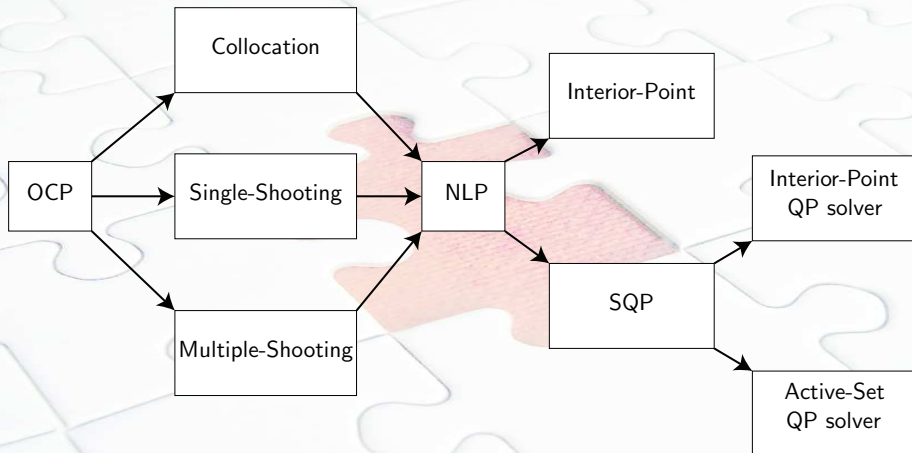 Collocation
Interior-Point
OCP
Single-Shooting
NLP
Interior-Point
QP solver
SQP
Multiple-Shooting
Active-Set
QP solver